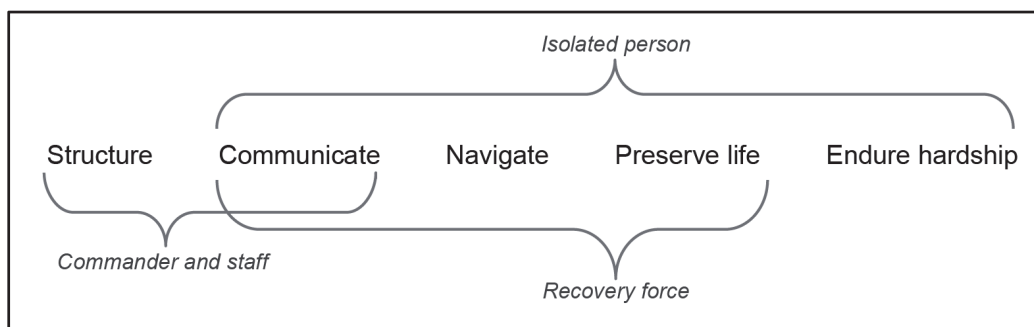 Isolated person
Structure Communicate Navigate Preserve life Endure hardship
Commander and staff
Recovery force